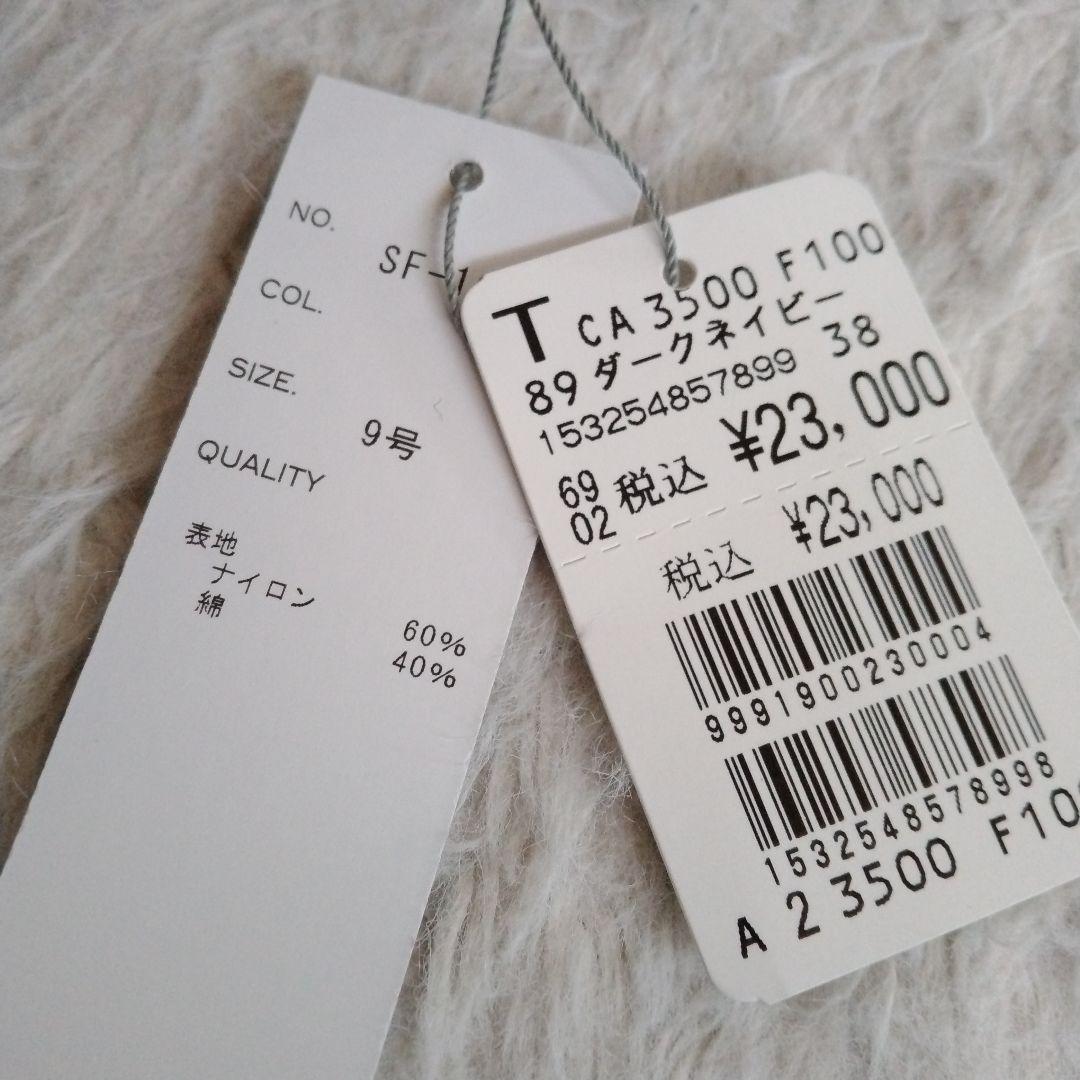 NO.
SF-1
COL.
SIZE.
9号
QUALITY
表地
ナイロン 60%
綿 40%
T CA 3500 F100
89 ダークネイビー
153254857899 38
69
02 税込 ¥23,000
税込 ¥23,000
9991900230004
1532548578998
A 2 3500 F10